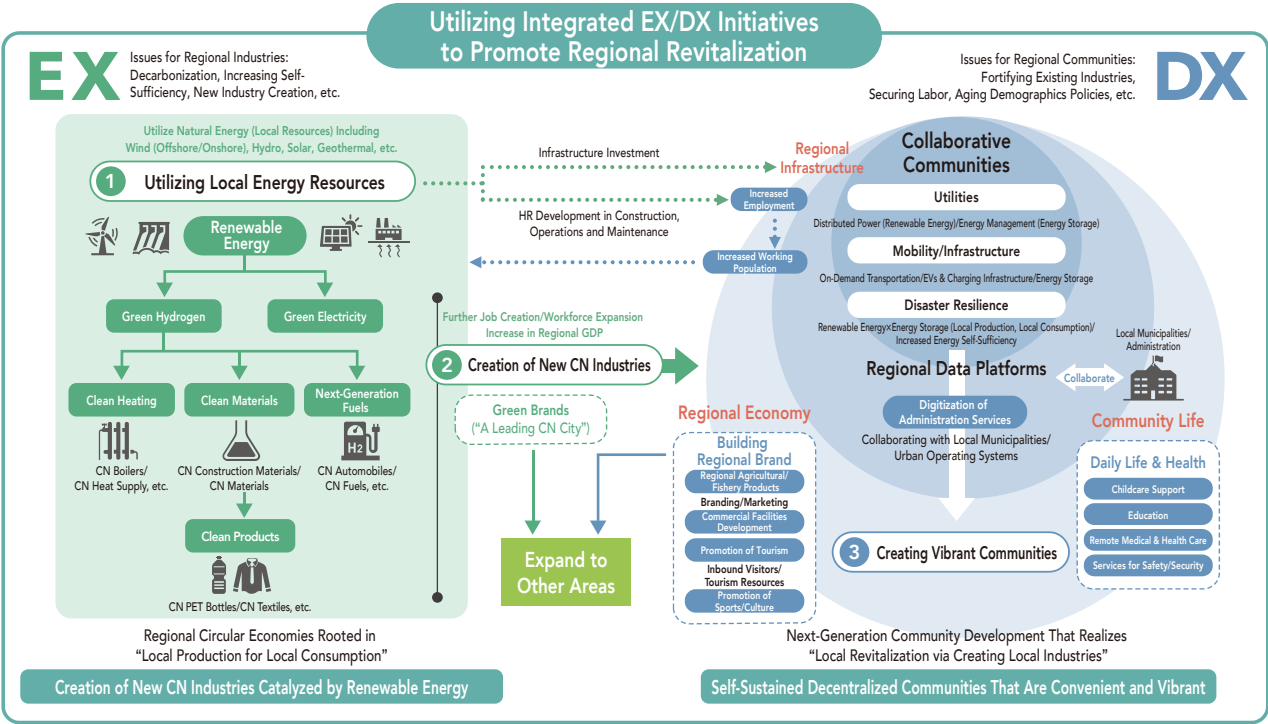 Utilizing Integrated EX/DX Initiatives
to Promote Regional Revitalization
EX
Issues for Regional Industries:
Decarbonization, Increasing Self-
Sufficiency, New Industry Creation, etc.
Issues for Regional Communities:
Fortifying Existing Industries,
Securing Labor, Aging Demographics Policies, etc.
DX
Utilize Natural Energy (Local Resources) Including
Wind (Offshore/Onshore), Hydro, Solar, Geothermal, etc.
1 Utilizing Local Energy Resources
Renewable
Energy
Green Hydrogen
Green Electricity
Clean Heating
Clean Materials
Next-Generation
Fuels
H2
CN Boilers/
CN Heat Supply, etc.
CN Construction Materials/
CN Materials
CN Automobiles/
CN Fuels, etc.
Clean Products
CN PET Bottles/CN Textiles, etc.
Regional Circular Economies Rooted in
“Local Production for Local Consumption”
Creation of New CN Industries Catalyzed by Renewable Energy
Infrastructure Investment
HR Development in Construction,
Operations and Maintenance
Regional
Infrastructure
Increased
Employment
Increased Working
Population
Further Job Creation/Workforce Expansion
Increase in Regional GDP
2 Creation of New CN Industries
Green Brands
(“A Leading CN City”)
Expand to
Other Areas
Collaborative
Communities
Utilities
Distributed Power (Renewable Energy)/Energy Management (Energy Storage)
Mobility/Infrastructure
On-Demand Transportation/EVs & Charging Infrastructure/Energy Storage
Disaster Resilience
Renewable Energy×Energy Storage (Local Production, Local Consumption)/
Increased Energy Self-Sufficiency
Regional Data Platforms
Digitization of
Administration Services
Collaborating with Local Municipalities/
Urban Operating Systems
Collaborate
Local Municipalities/
Administration
Regional Economy
Building
Regional Brand
Regional Agricultural/
Fishery Products
Branding/Marketing
Commercial Facilities
Development
Promotion of Tourism
Inbound Visitors/
Tourism Resources
Promotion of
Sports/Culture
3 Creating Vibrant Communities
Community Life
Daily Life & Health
Childcare Support
Education
Remote Medical & Health Care
Services for Safety/Security
Next-Generation Community Development That Realizes
“Local Revitalization via Creating Local Industries”
Self-Sustained Decentralized Communities That Are Convenient and Vibrant